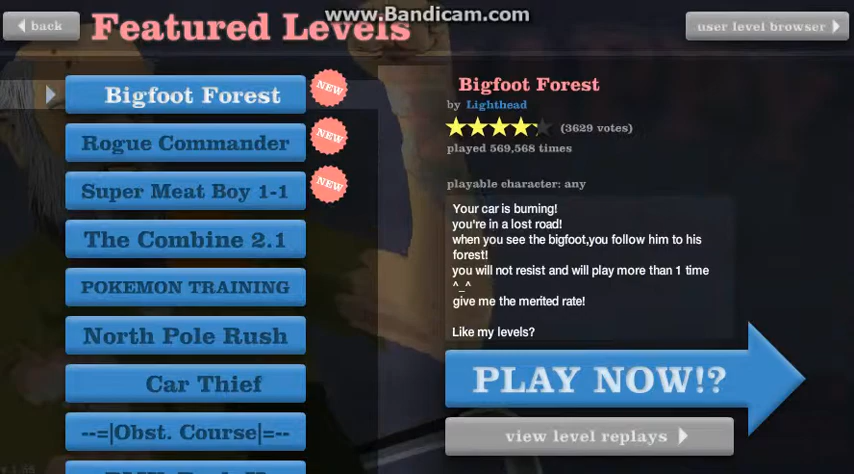 www.Bandicam.com
back
Featured Levels
user level browser
Bigfoot Forest
NEW
Rogue Commander
NEW
Super Meat Boy 1-1
NEW
The Combine 2.1
POKEMON TRAINING
North Pole Rush
Car Thief
--=|Obst. Course|=--
Bigfoot Forest
by Lighthead
(3629 votes)
played 569,568 times
playable character: any
Your car is burning!
you're in a lost road!
when you see the bigfoot,you follow him to his
forest!
you will not resist and will play more than 1 time
^_^
give me the merited rate!
Like my levels?
PLAY NOW!?
view level replays